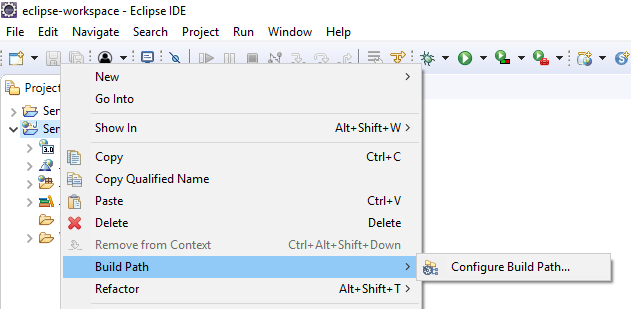 eclipse-workspace - Eclipse IDE
File Edit Navigate Search Project Run Window Help
Project
New
Go Into
Ser
Show In Alt+Shift+W
Ser
3.0
Copy Ctrl+C
Copy Qualified Name
Paste Ctrl+V
Delete Delete
Remove from Context Ctrl+Alt+Shift+Down
Build Path Configure Build Path...
Refactor Alt+Shift+T